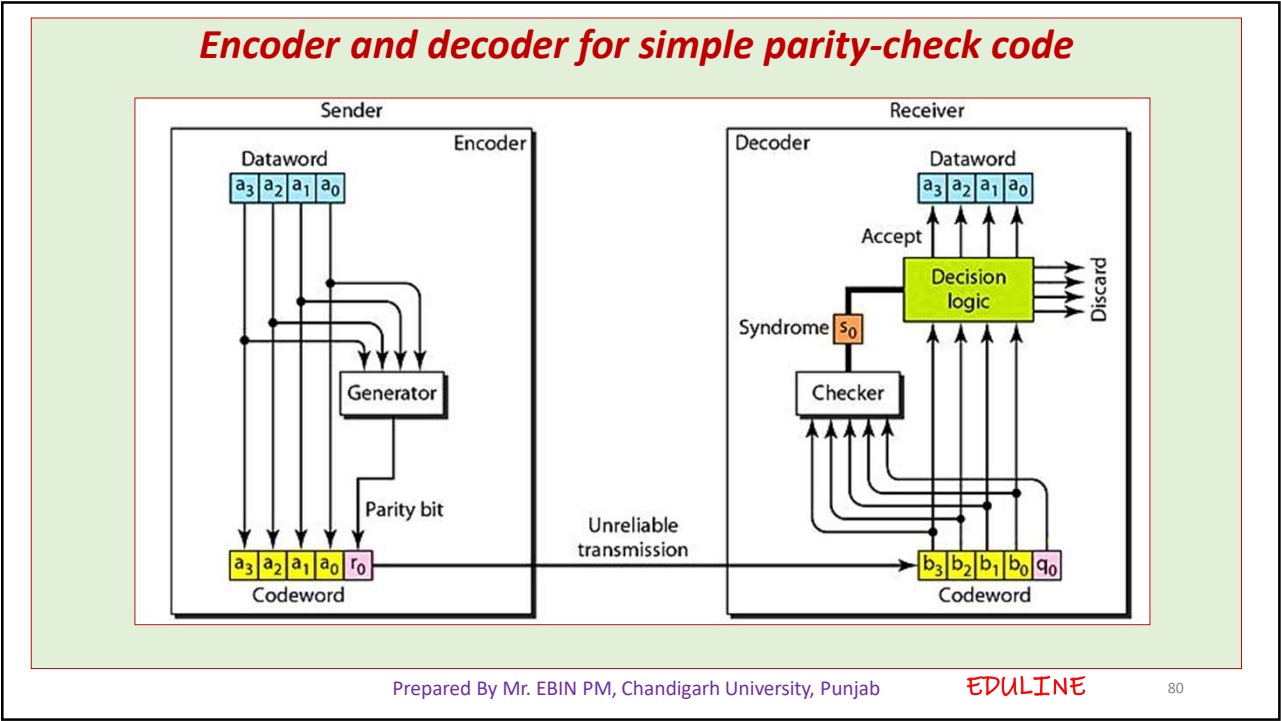 Encoder and decoder for simple parity-check code
Sender
Encoder
Dataword
a3 a2 a1 a0
Generator
Parity bit
a3 a2 a1 a0 r0
Codeword
Unreliable
transmission
Receiver
Decoder
Dataword
a3 a2 a1 a0
Accept
Decision
logic
Discard
Syndrome s0
Checker
b3 b2 b1 b0 q0
Codeword
Prepared By Mr. EBIN PM, Chandigarh University, Punjab EDULINE 80